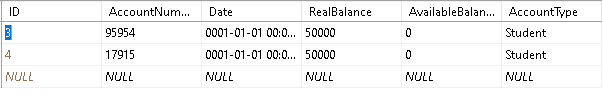 ID AccountNum... Date RealBalance AvailableBalan... AccountType
3 95954 0001-01-01 00:0... 50000 0 Student
4 17915 0001-01-01 00:0... 50000 0 Student
NULL NULL NULL NULL NULL NULL